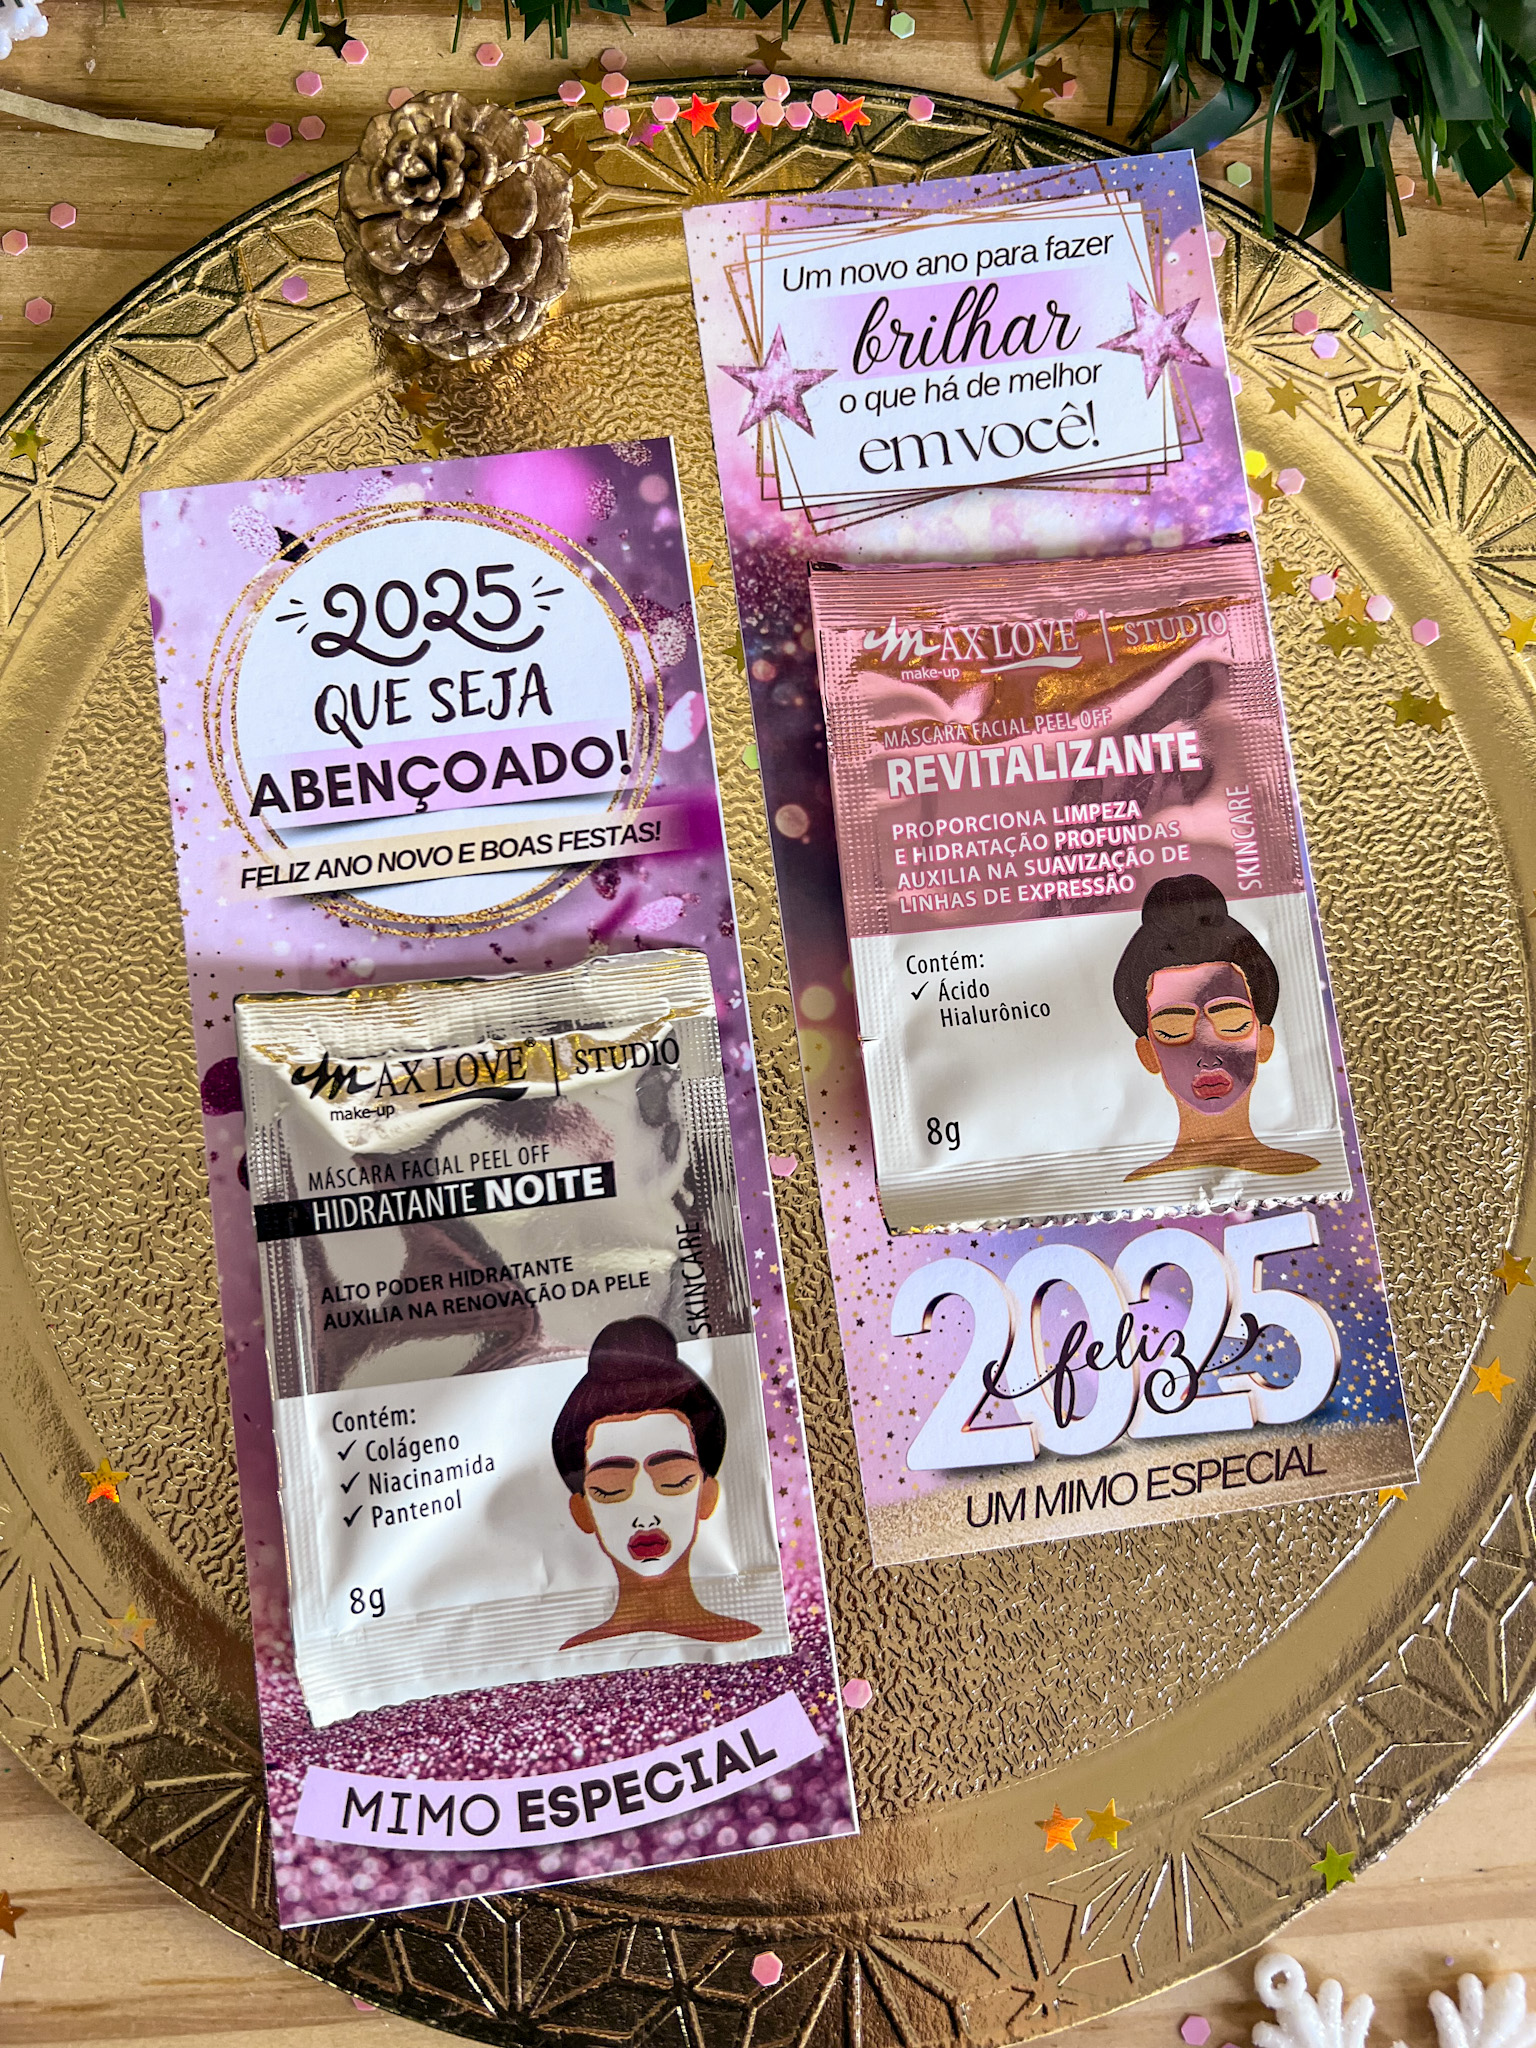 2025
QUE SEJA
ABENÇOADO!
FELIZ ANO NOVO E BOAS FESTAS!
MAX LOVE® | STUDIO
make-up
MÁSCARA FACIAL PEEL OFF
HIDRATANTE NOITE
ALTO PODER HIDRATANTE
AUXILIA NA RENOVAÇÃO DA PELE
SKINCARE
Contém:
✓ Colágeno
✓ Niacinamida
✓ Pantenol
8g
MIMO ESPECIAL
Um novo ano para fazer
brilhar
o que há de melhor
em você!
MAX LOVE® | STUDIO
make-up
MÁSCARA FACIAL PEEL OFF
REVITALIZANTE
PROPORCIONA LIMPEZA
E HIDRATAÇÃO PROFUNDAS
AUXILIA NA SUAVIZAÇÃO DE
LINHAS DE EXPRESSÃO
SKINCARE
Contém:
✓ Ácido
Hialurônico
8g
2025
feliz
UM MIMO ESPECIAL